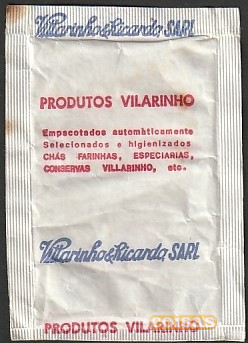 Villarinho & Ricardo SARL
PRODUTOS VILARINHO
Empacotados automàticamente
Selecionados e higienizados
CHÁS FARINHAS, ESPECIARIAS,
CONSERVAS VILLARINHO, etc.
Villarinho & Ricardo SARL
PRODUTOS VILARINHO